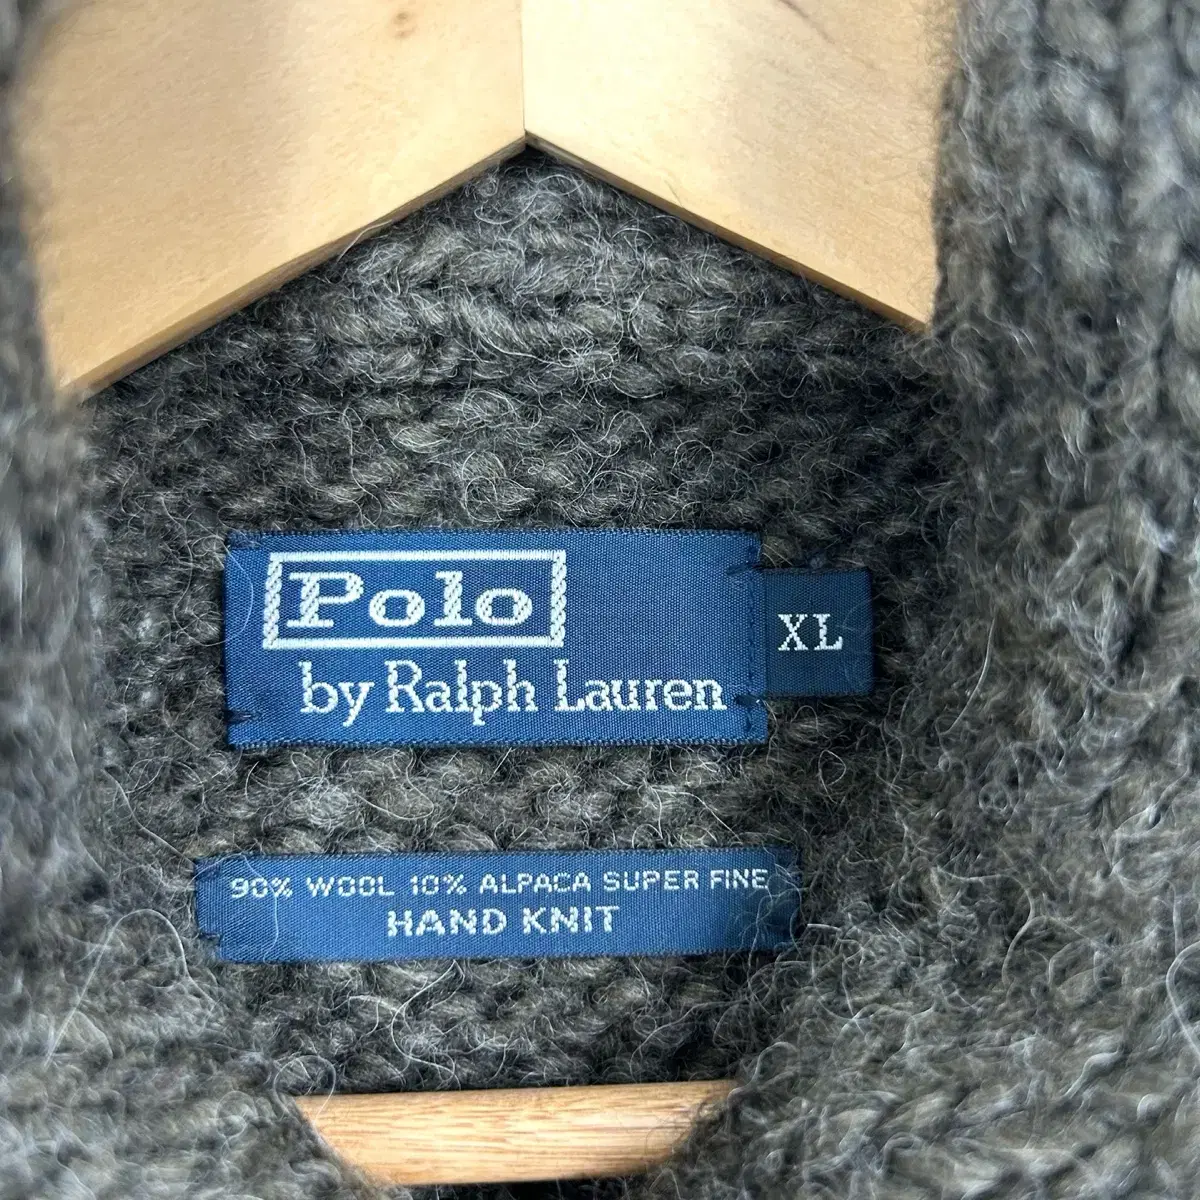 Polo
by Ralph Lauren
XL
90% WOOL 10% ALPACA SUPER FINE
HAND KNIT